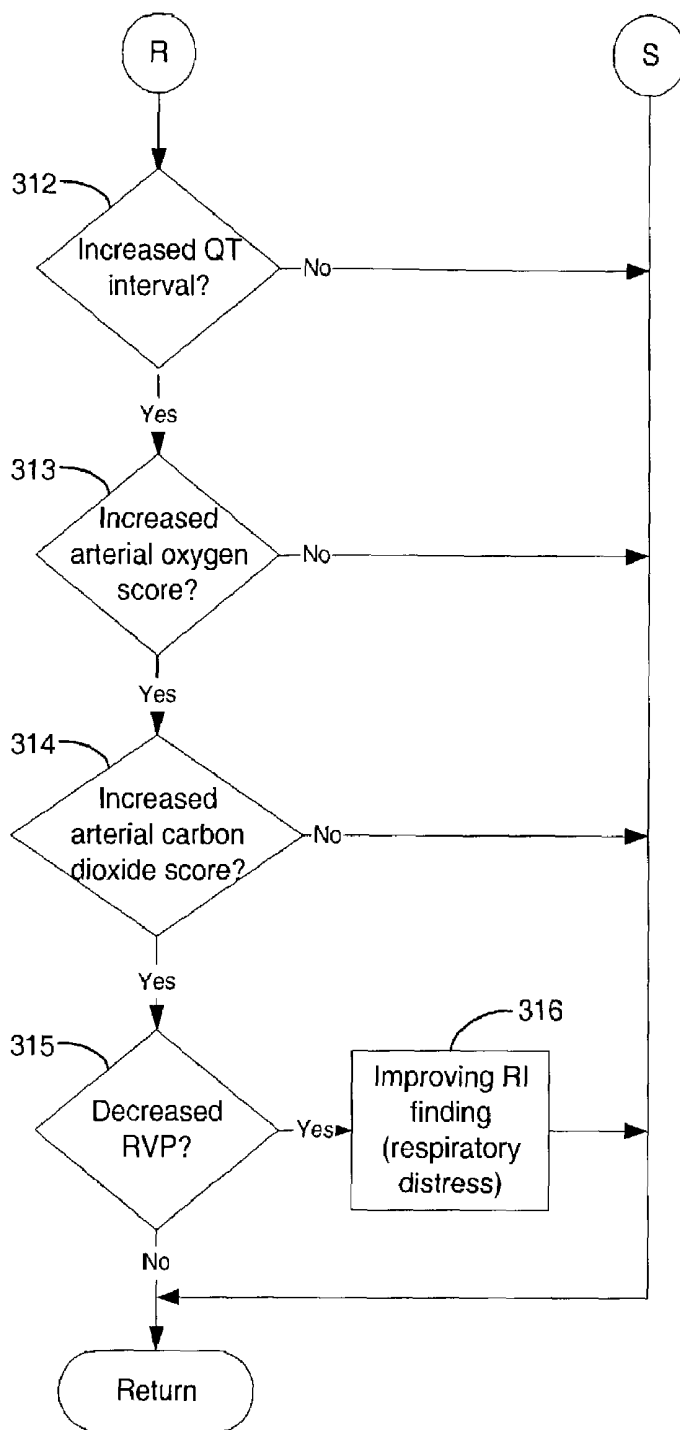 R
S
312
Increased QT
interval?
No
Yes
313
Increased
arterial oxygen
score?
No
Yes
314
Increased
arterial carbon
dioxide score?
No
Yes
315
Decreased
RVP?
Yes
316
Improving RI
finding
(respiratory
distress)
No
Return